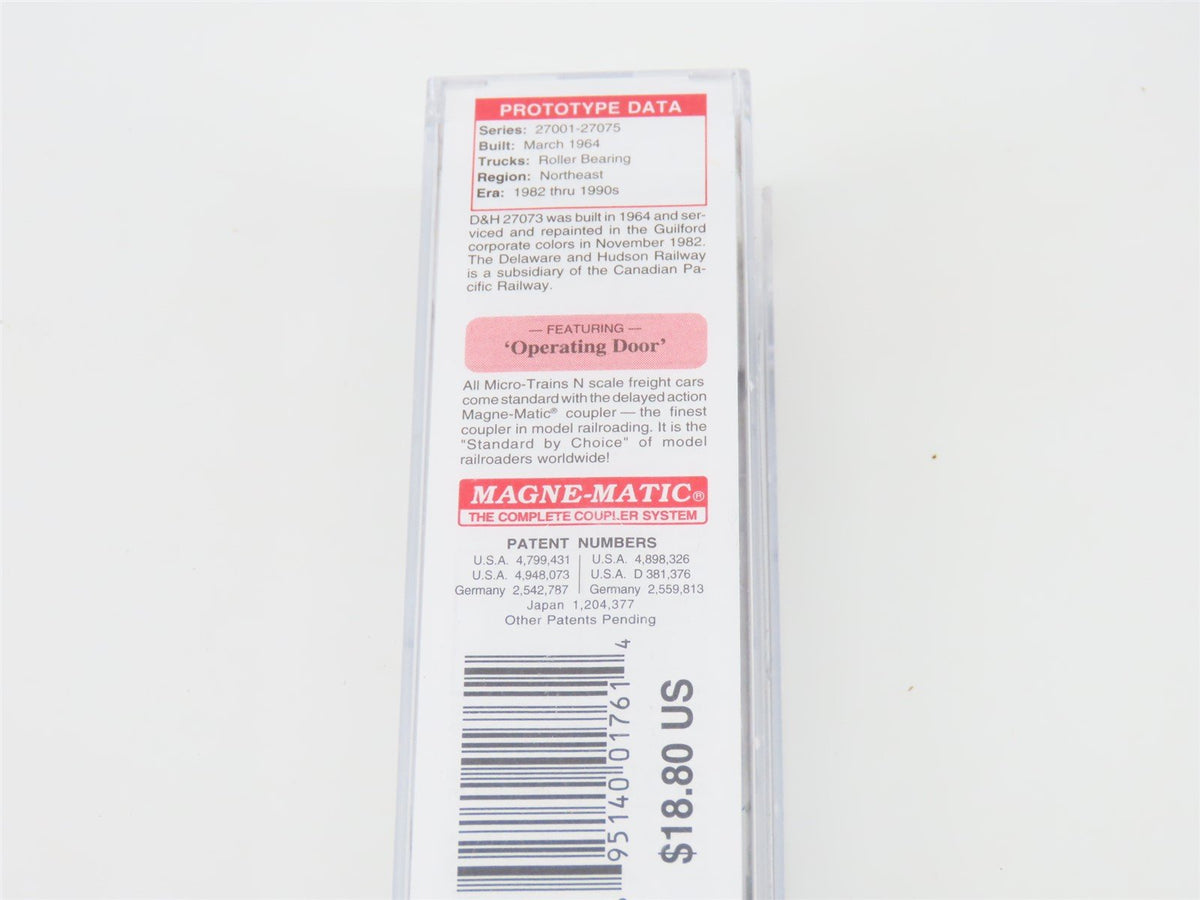 PROTOTYPE DATA
Series: 27001-27075
Built: March 1964
Trucks: Roller Bearing
Region: Northeast
Era: 1982 thru 1990s
D&H 27073 was built in 1964 and ser-
viced and repainted in the Guilford
corporate colors in November 1982.
The Delaware and Hudson Railway
is a subsidiary of the Canadian Pa-
cific Railway.
— FEATURING —
‘Operating Door’
All Micro-Trains N scale freight cars
come standard with the delayed action
Magne-Matic® coupler — the finest
coupler in model railroading. It is the
"Standard by Choice" of model
railroaders worldwide!
MAGNE-MATIC®
THE COMPLETE COUPLER SYSTEM
PATENT NUMBERS
U.S.A. 4,799,431 | U.S.A. 4,898,326
U.S.A. 4,948,073 | U.S.A. D 381,376
Germany 2,542,787 | Germany 2,559,813
Japan 1,204,377
Other Patents Pending
95140 01761 4
$18.80 US